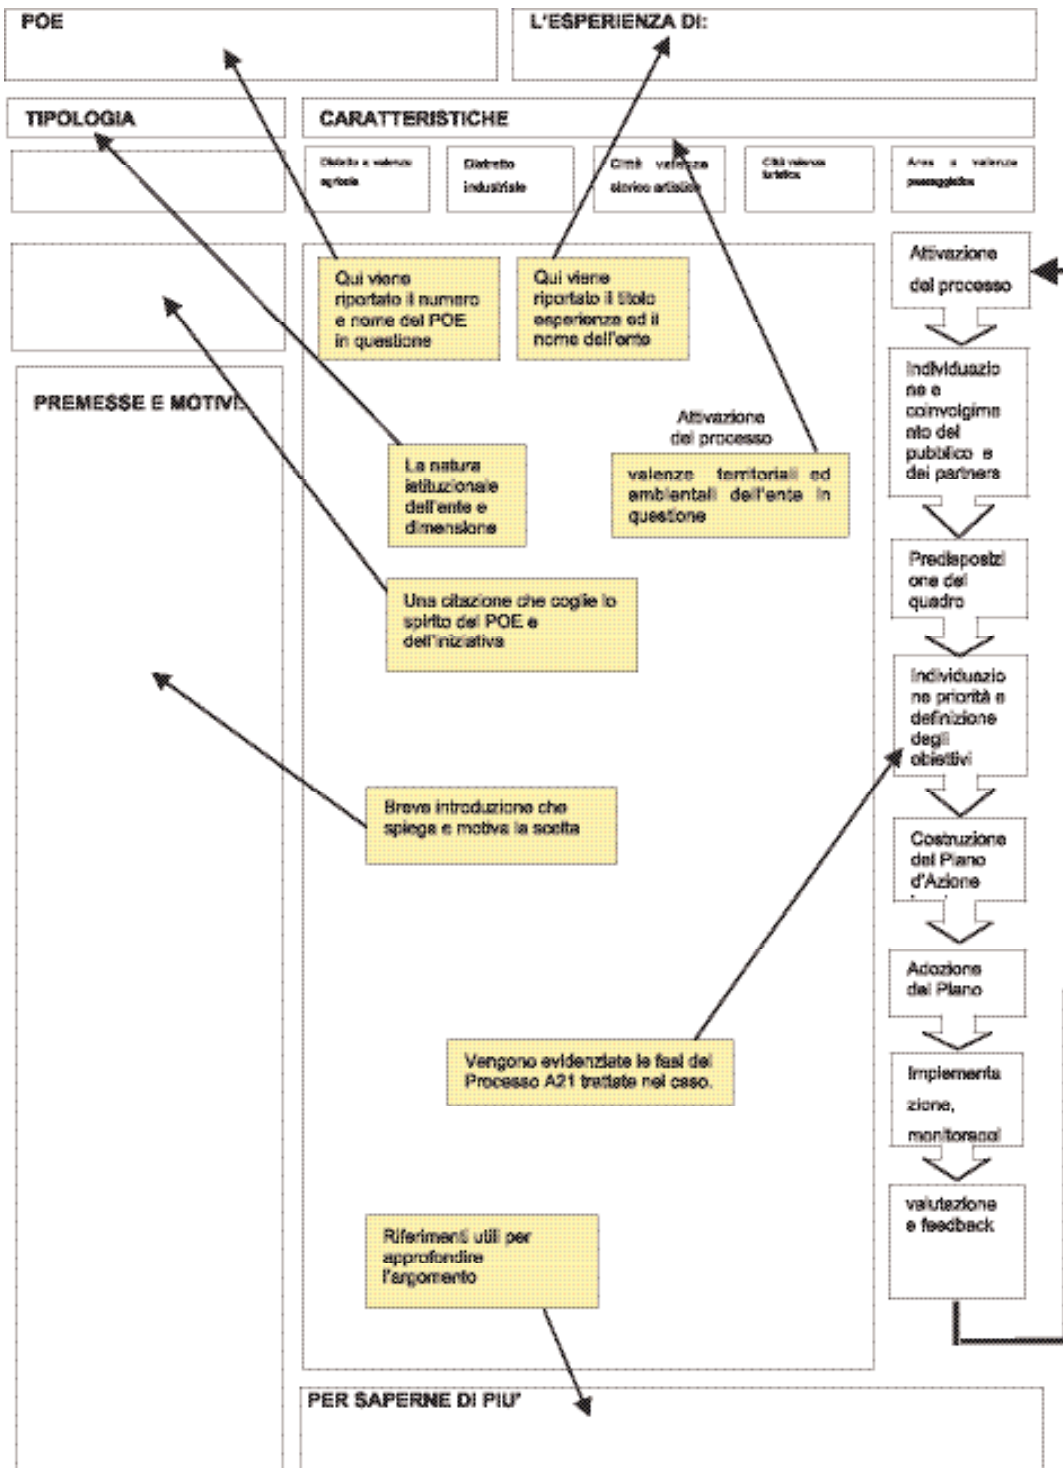 POE
L'ESPERIENZA DI:
TIPOLOGIA
CARATTERISTICHE
Distretto a valenza
agricola
Distretto
industriale
Città valenza
storico artistica
Città valenza
turistica
Area a valenza
paesaggistica
Qui viene
riportato il numero
e nome del POE
in questione
Qui viene
riportato il titolo
esperienza ed il
nome dell'ente
Attivazione
del processo
PREMESSE E MOTIVI
Individuazio
ne e
coinvolgime
nto del
pubblico e
dei partners
Attivazione
del processo
La natura
istituzionale
dell'ente e
dimensione
valenze territoriali ed
ambientali dell'ente in
questione
Predisposizi
one del
quadro
Una citazione che coglie lo
spirito del POE e
dell'iniziativa
Individuazio
ne priorità e
definizione
degli
obiettivi
Breve introduzione che
spiega e motiva la scelta
Costruzione
del Piano
d'Azione
Adozione
del Piano
Vengono evidenziate le fasi del
Processo A21 trattate nel caso.
Implementa
zione,
monitoraggi
valutazione
e feedback
Riferimenti utili per
approfondire
l'argomento
PER SAPERNE DI PIU'